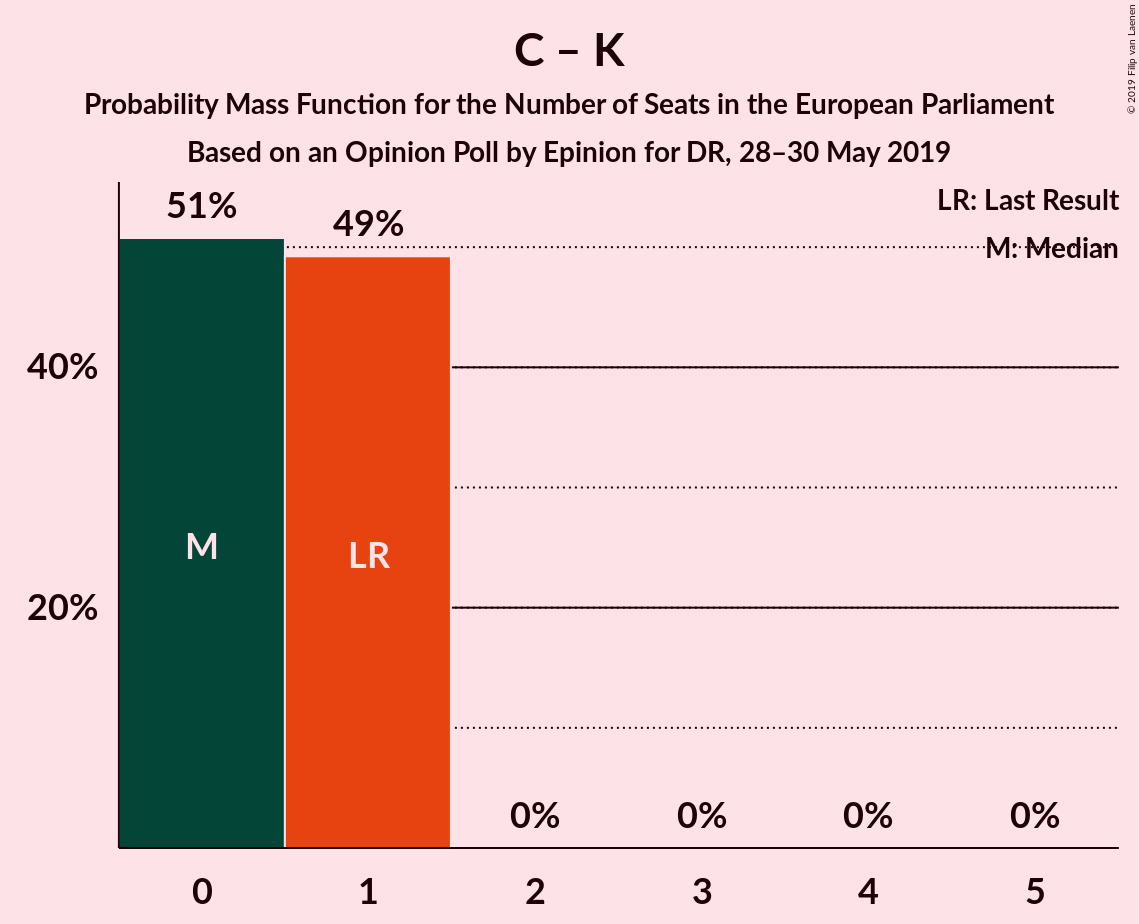 C – K
Probability Mass Function for the Number of Seats in the European Parliament
Based on an Opinion Poll by Epinion for DR, 28–30 May 2019
© 2019 Filip van Laenen
LR: Last Result
M: Median
51%
49%
40%
20%
M
LR
0%
0%
0%
0%
0
1
2
3
4
5